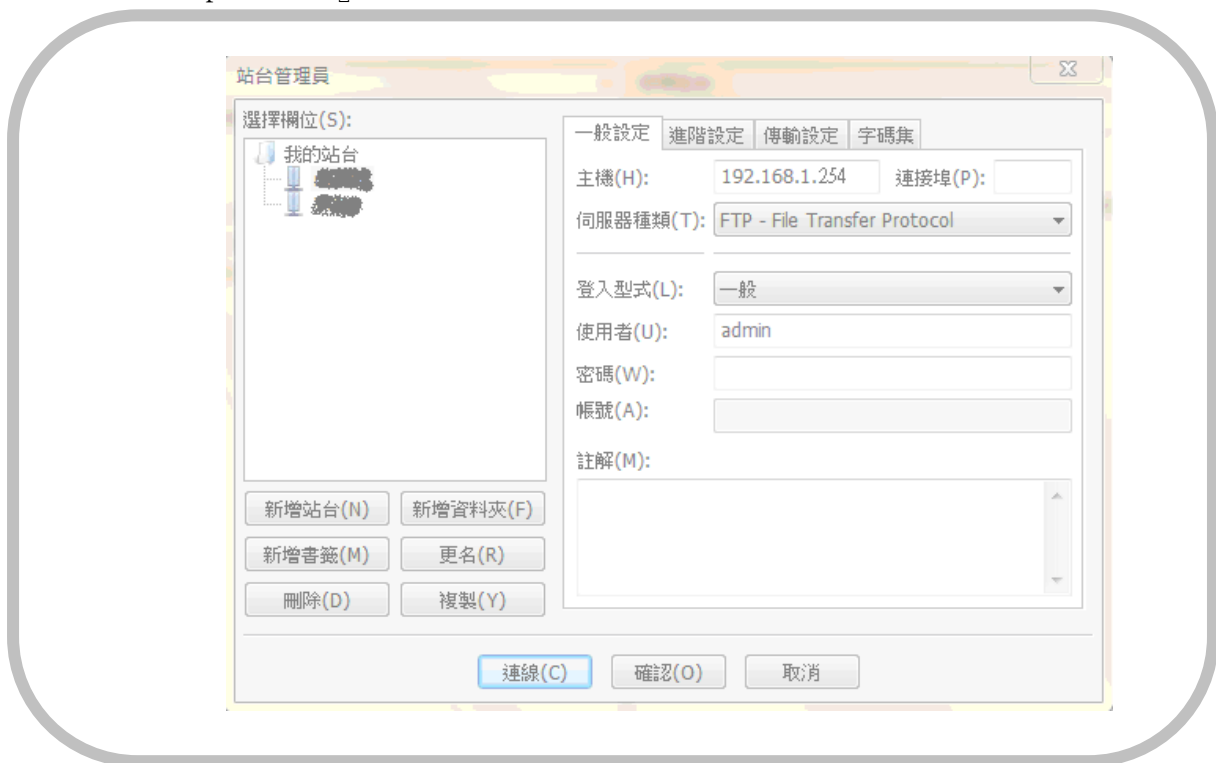 站台管理員
選擇欄位(S):
我的站台
一般設定 進階設定 傳輸設定 字碼集
主機(H): 192.168.1.254 連接埠(P):
伺服器種類(T): FTP - File Transfer Protocol
登入型式(L): 一般
使用者(U): admin
密碼(W):
帳號(A):
註解(M):
新增站台(N) 新增資料夾(F)
新增書籤(M) 更名(R)
刪除(D) 複製(Y)
連線(C) 確認(O) 取消